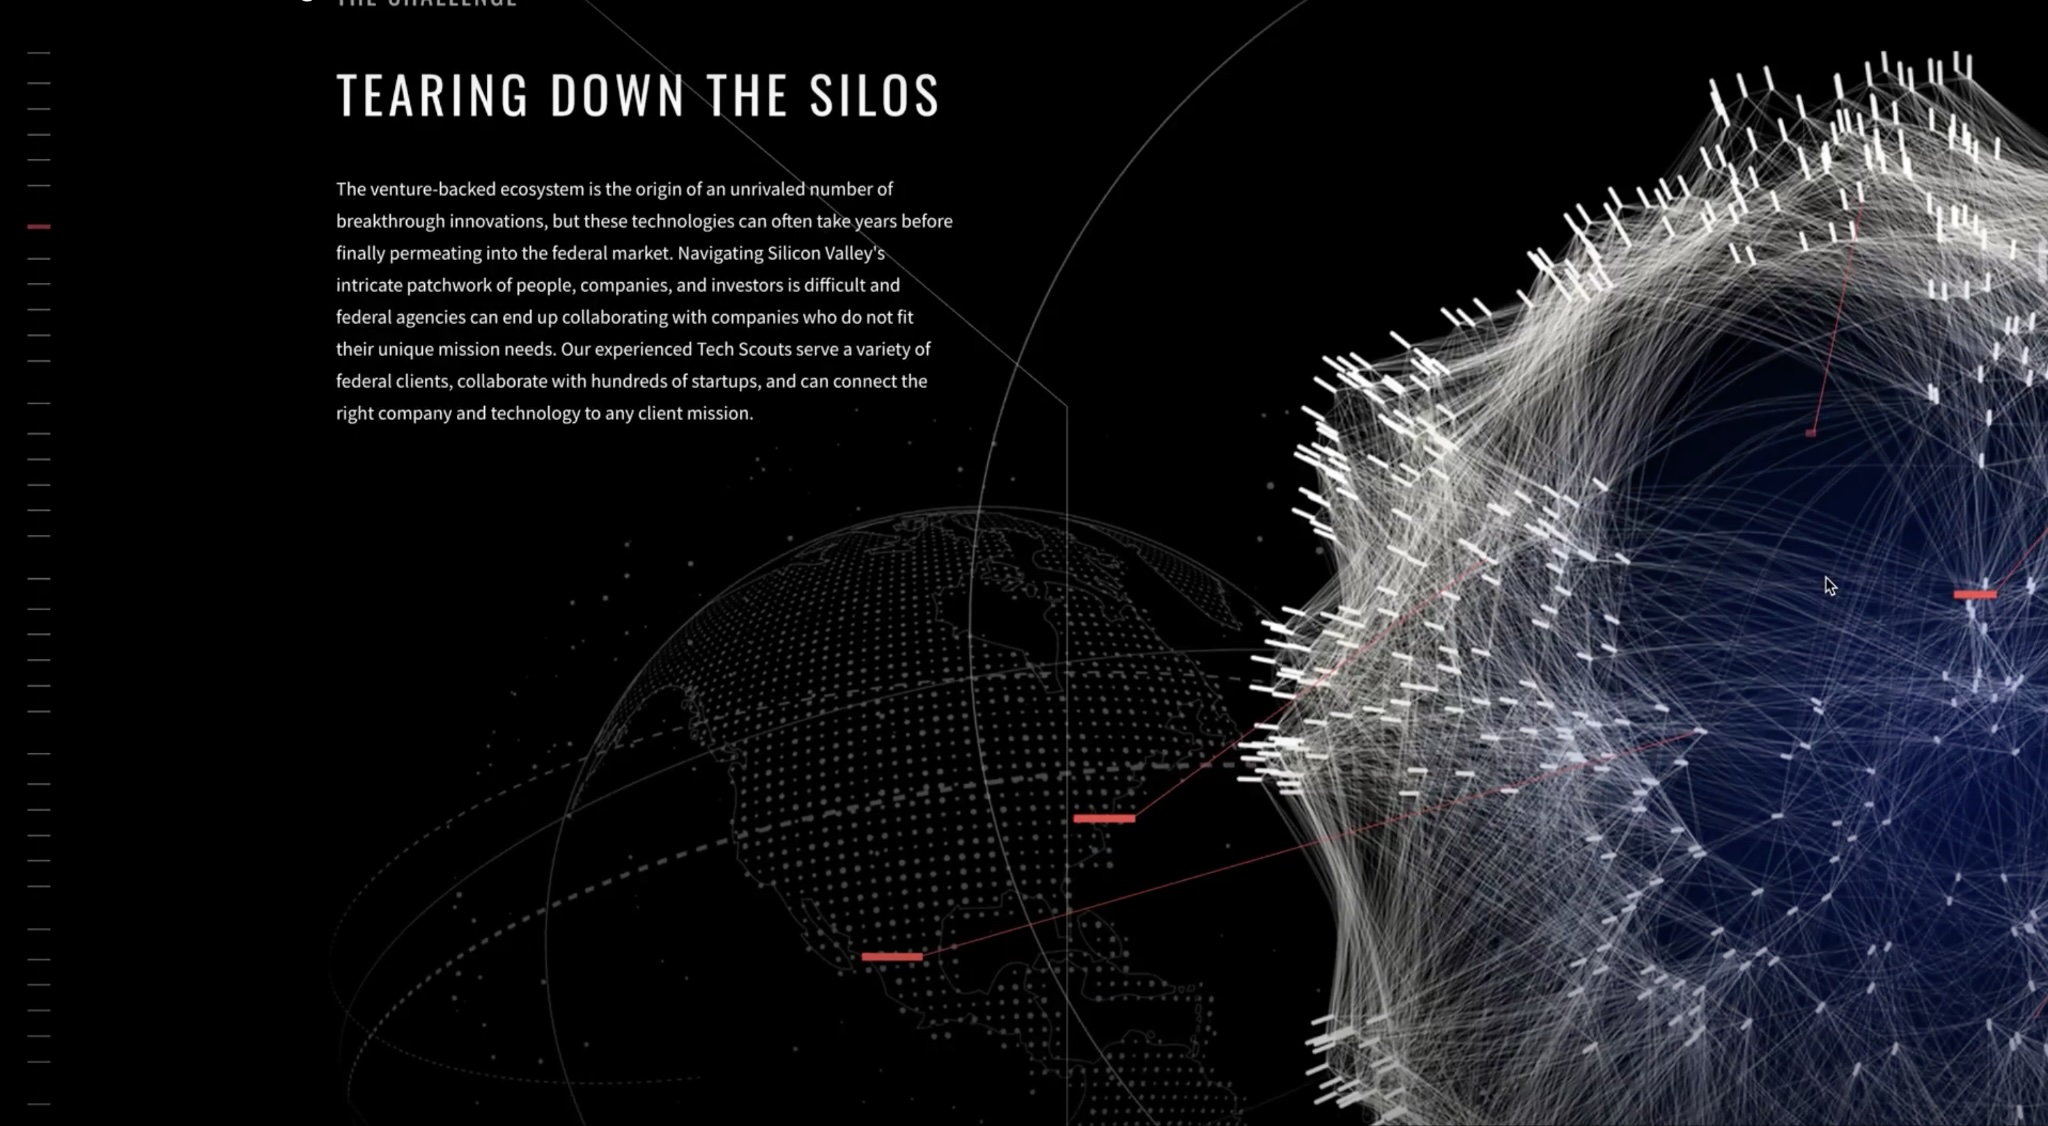 THE CHALLENGE
TEARING DOWN THE SILOS
The venture-backed ecosystem is the origin of an unrivaled number of
breakthrough innovations, but these technologies can often take years before
finally permeating into the federal market. Navigating Silicon Valley's
intricate patchwork of people, companies, and investors is difficult and
federal agencies can end up collaborating with companies who do not fit
their unique mission needs. Our experienced Tech Scouts serve a variety of
federal clients, collaborate with hundreds of startups, and can connect the
right company and technology to any client mission.